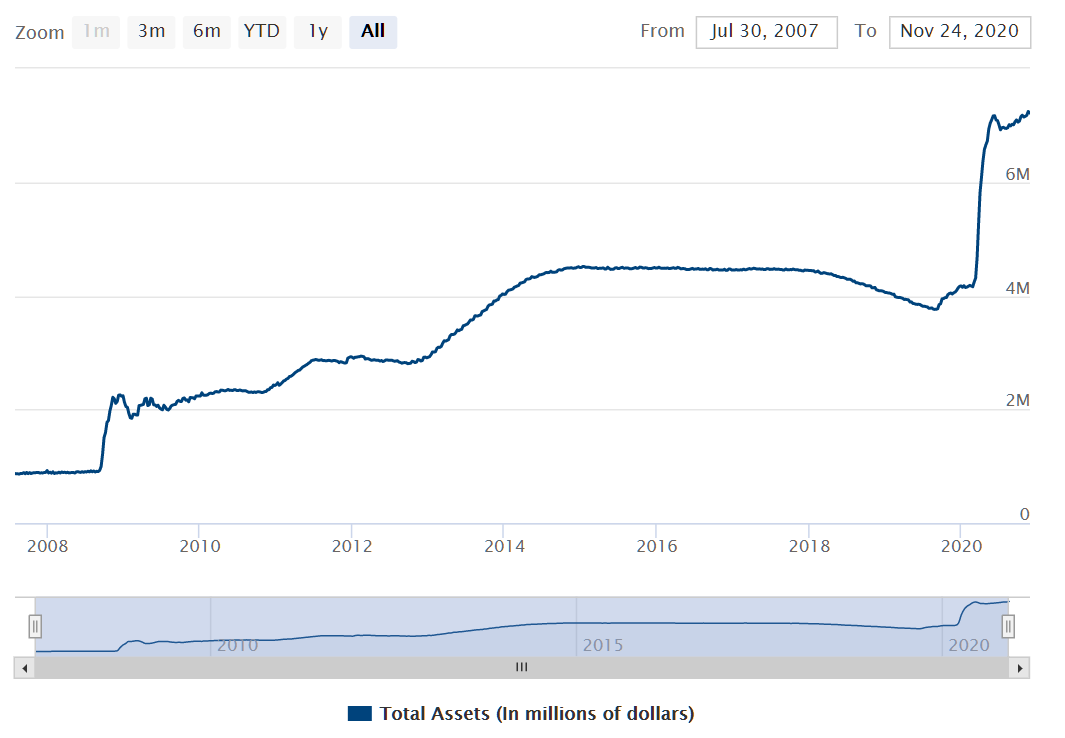 Zoom 1m 3m 6m YTD 1y All From Jul 30, 2007 To Nov 24, 2020
6M
4M
2M
0
2008 2010 2012 2014 2016 2018 2020
2010 2015 2020
Total Assets (In millions of dollars)